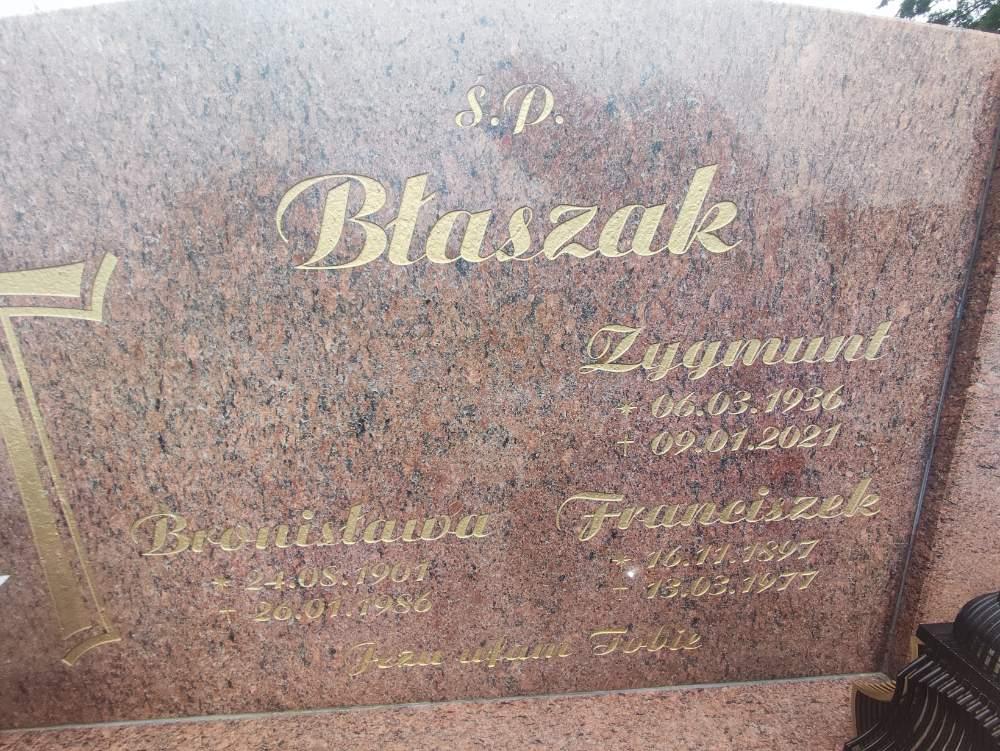 ś.p.
Błaszak
Zygmunt
* 06.03.1936
† 09.01.2021
Bronisława
* 24.08.1901
† 26.01.1986
Franciszek
* 16.11.1897
† 13.03.1977
Jezu ufam Tobie